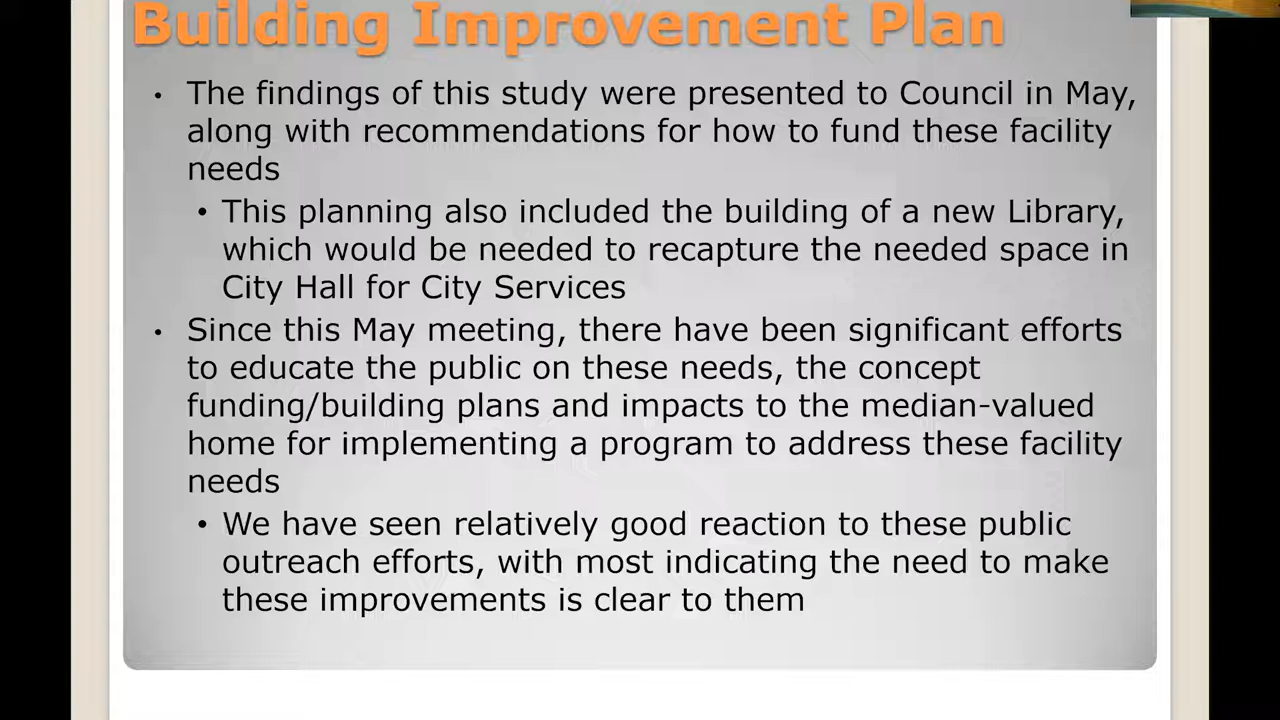 Building Improvement Plan
• The findings of this study were presented to Council in May,
along with recommendations for how to fund these facility
needs
• This planning also included the building of a new Library,
which would be needed to recapture the needed space in
City Hall for City Services
• Since this May meeting, there have been significant efforts
to educate the public on these needs, the concept
funding/building plans and impacts to the median-valued
home for implementing a program to address these facility
needs
• We have seen relatively good reaction to these public
outreach efforts, with most indicating the need to make
these improvements is clear to them